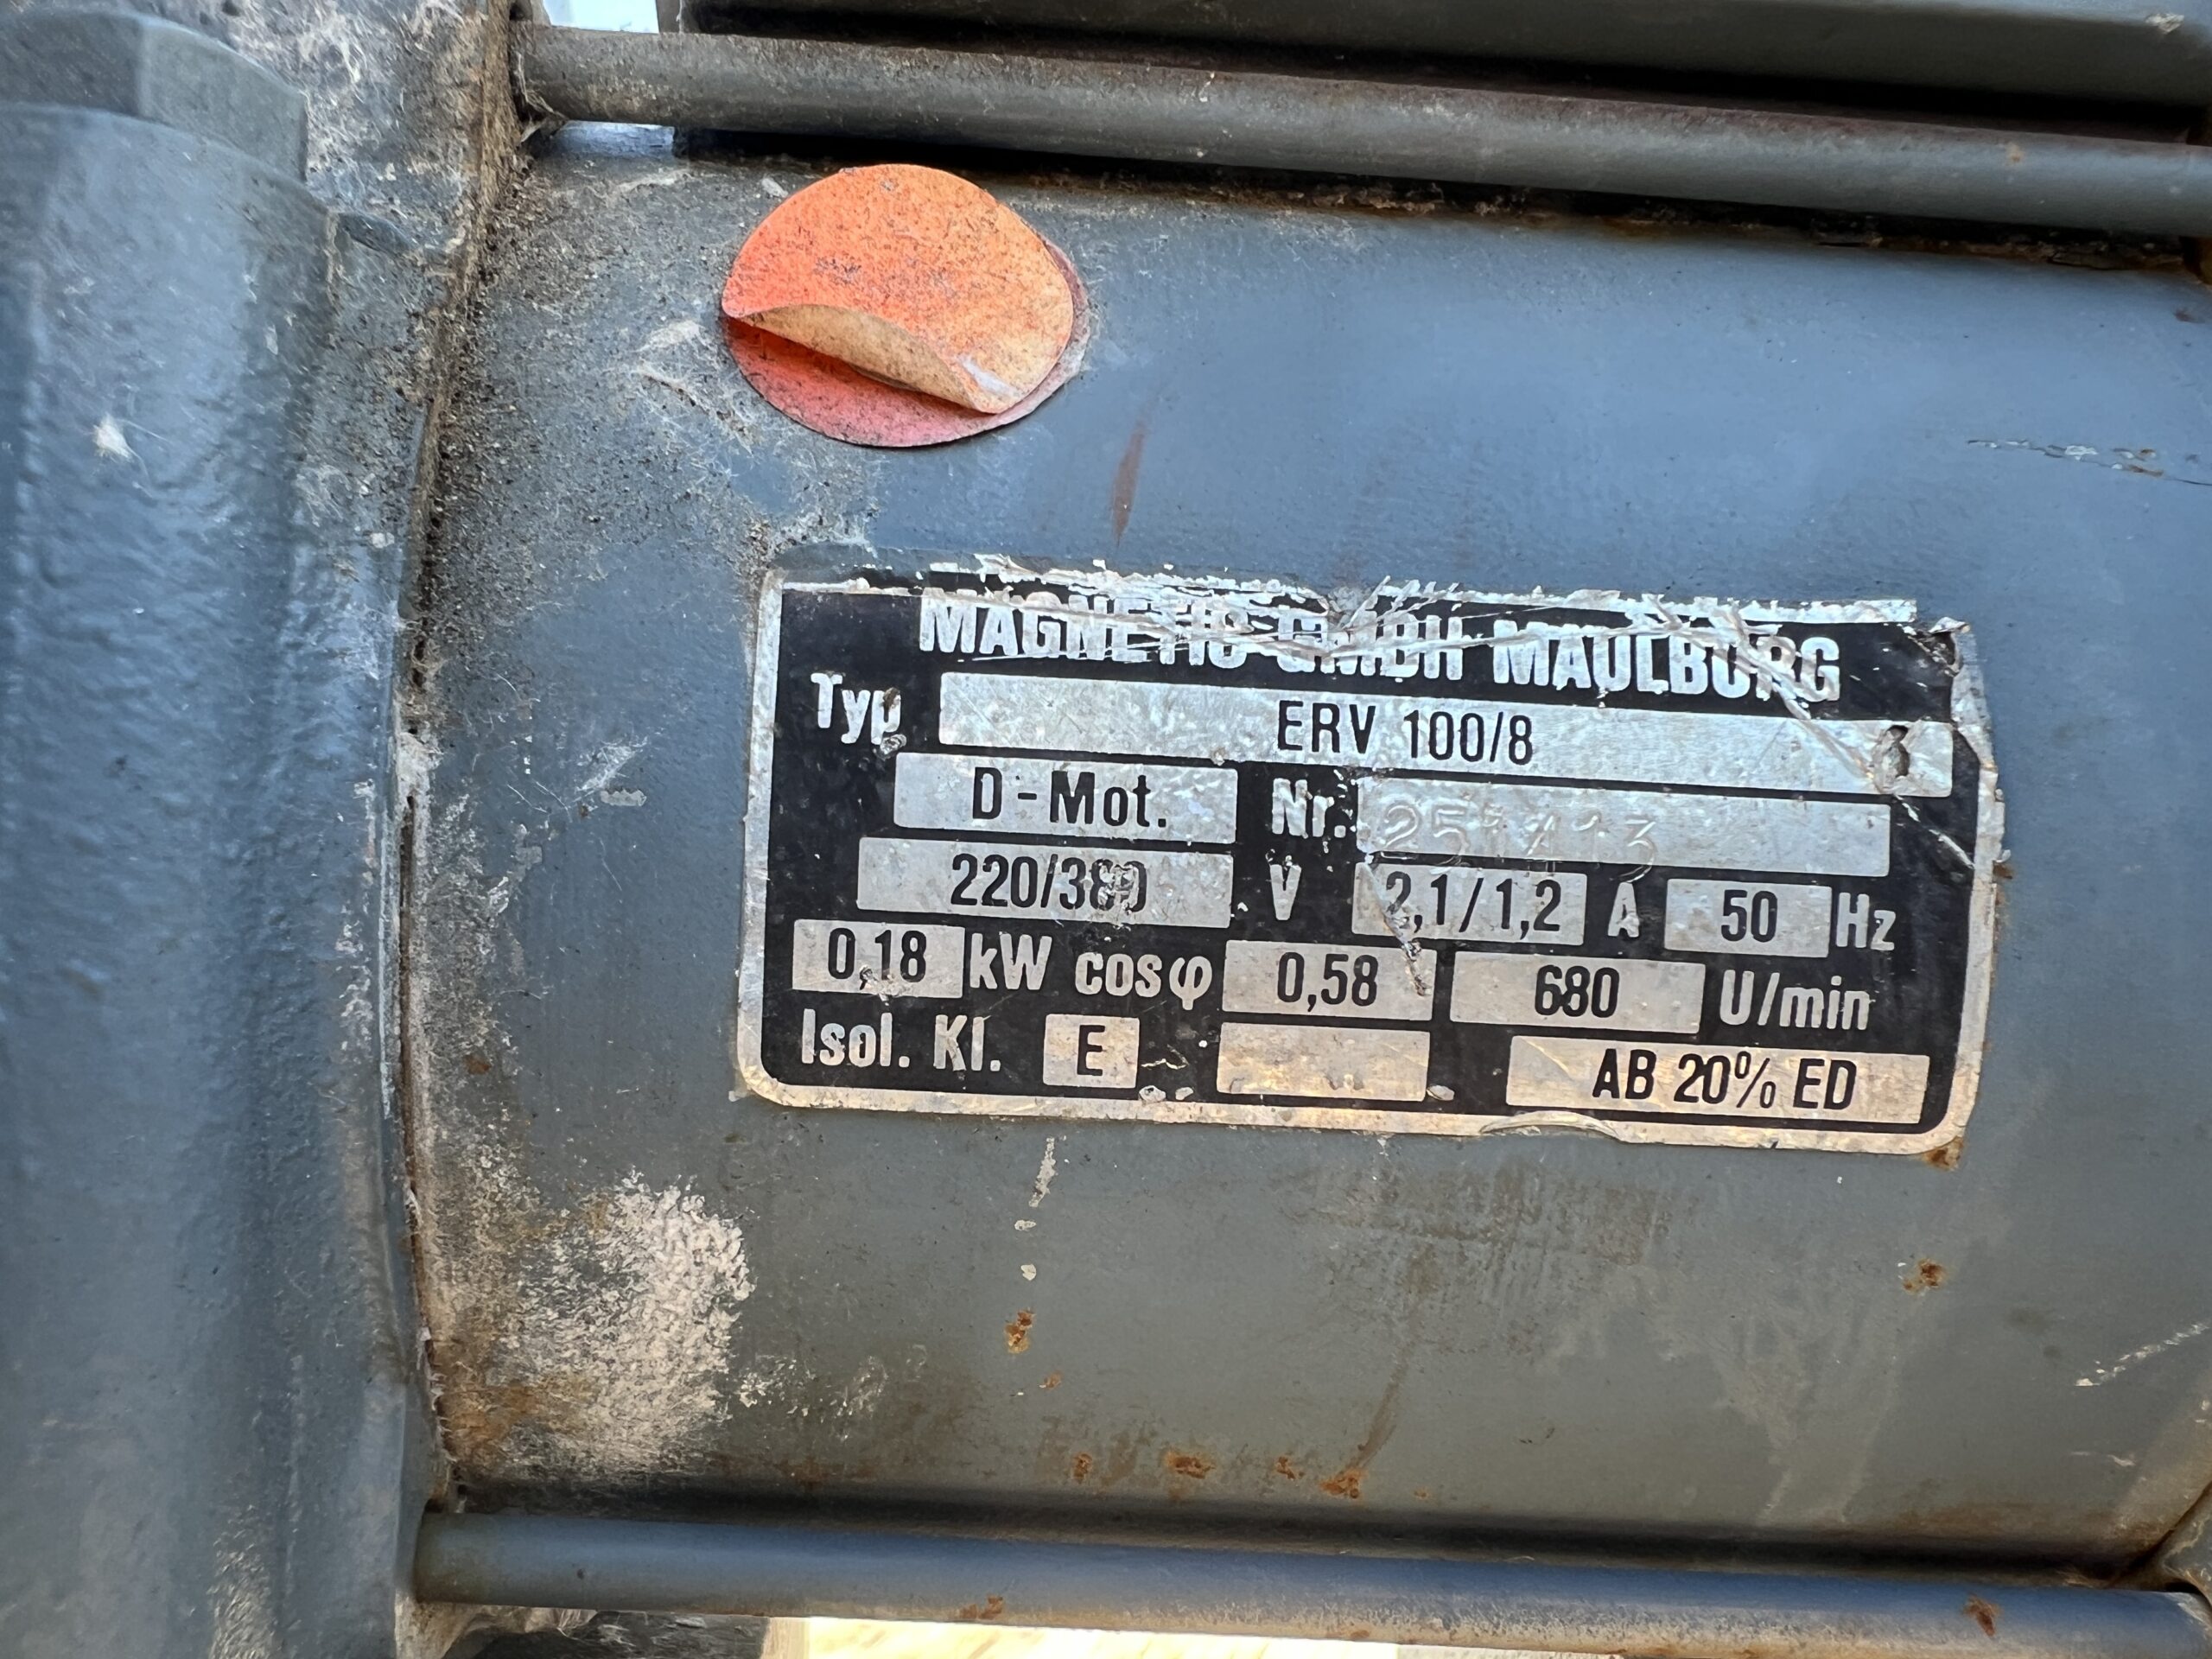 MAGNETIC GMBH MAULBURG
Typ ERV 100/8
D-Mot. Nr. 251413
220/380 V 2,1/1,2 A 50 Hz
0,18 kW cosφ 0,58 680 U/min
Isol. Kl. E AB 20% ED